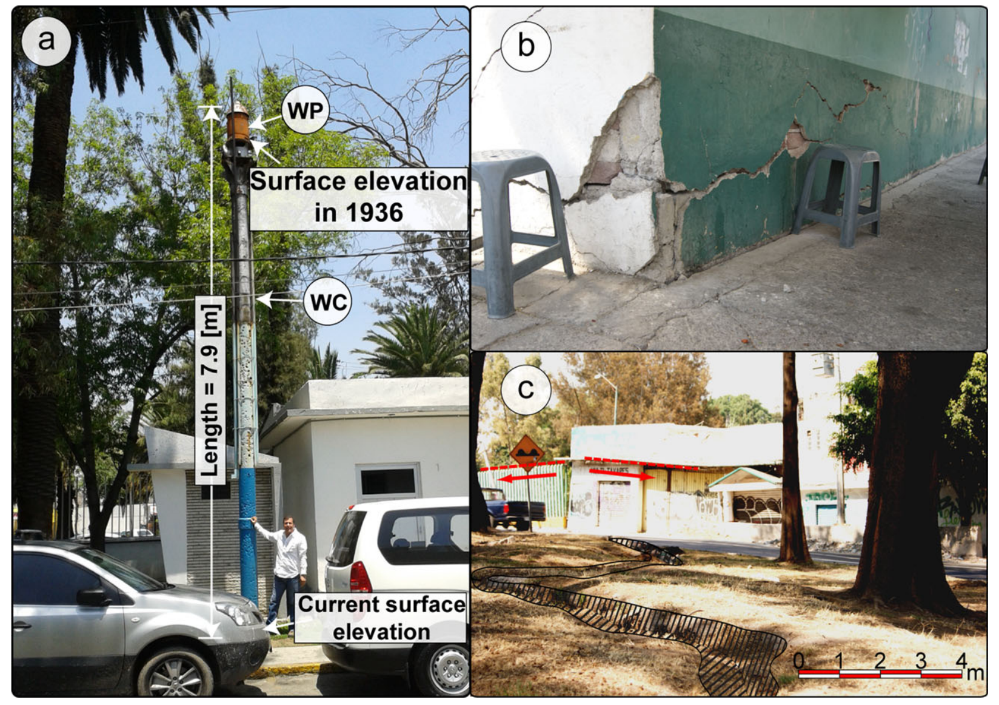 a
WP
Surface elevation
in 1936
WC
Length = 7.9 [m]
Current surface
elevation
b
c
0 1 2 3 4
m